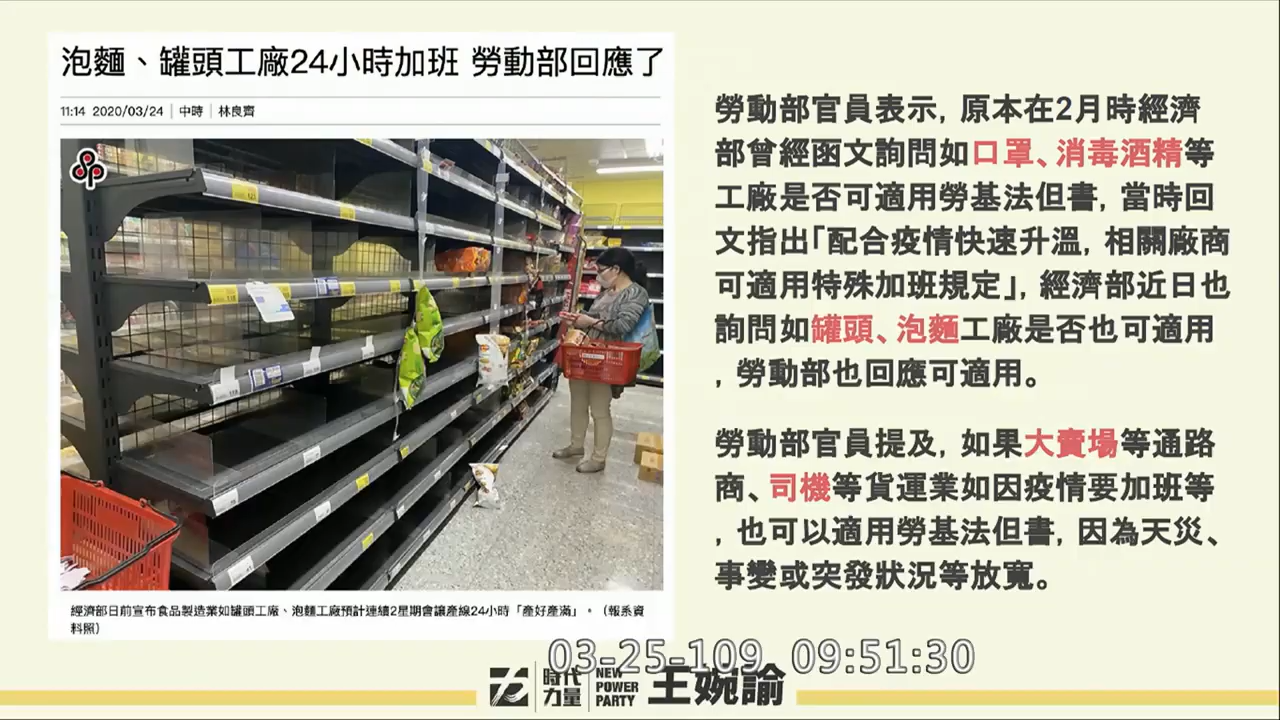 泡麵、罐頭工廠24小時加班 勞動部回應了
11:14 2020/03/24 | 中時 | 林良齊
經濟部日前宣布食品製造業如罐頭工廠、泡麵工廠預計連續2星期會讓產線24小時「產好產滿」。（報系資
料照）
勞動部官員表示，原本在2月時經濟
部曾經函文詢問如口罩、消毒酒精等
工廠是否可適用勞基法但書，當時回
文指出「配合疫情快速升溫，相關廠商
可適用特殊加班規定」，經濟部近日也
詢問如罐頭、泡麵工廠是否也可適用
，勞動部也回應可適用。
勞動部官員提及，如果大賣場等通路
商、司機等貨運業如因疫情要加班等
，也可以適用勞基法但書，因為天災、
事變或突發狀況等放寬。
03-25-109 09:51:30
時代
力量
NEW
POWER
PARTY
王婉諭